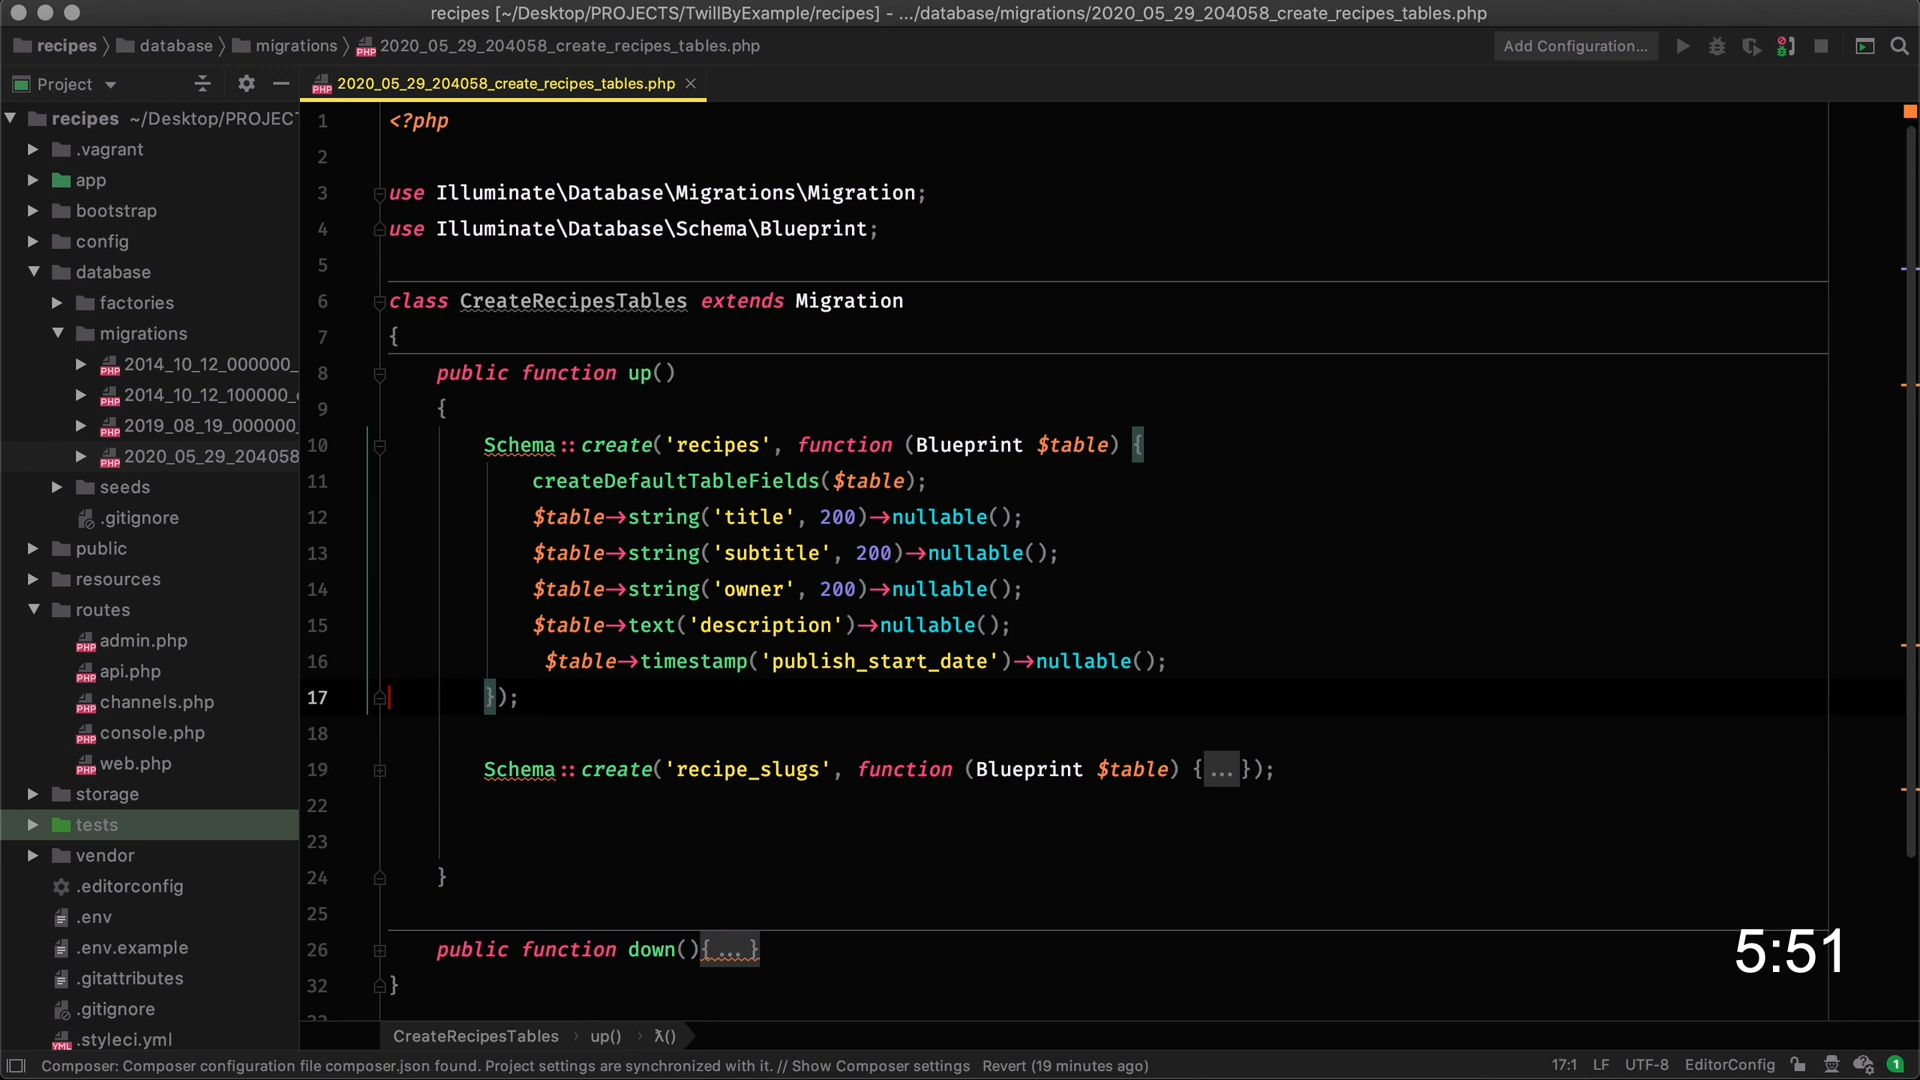 recipes [~/Desktop/PROJECTS/TwillByExample/recipes] - .../database/migrations/2020_05_29_204058_create_recipes_tables.php
recipes database migrations 2020_05_29_204058_create_recipes_tables.php Add Configuration...
Project
2020_05_29_204058_create_recipes_tables.php
recipes ~/Desktop/PROJEC
.vagrant
app
bootstrap
config
database
factories
migrations
2014_10_12_000000_
2014_10_12_100000_
2019_08_19_000000_
2020_05_29_204058
seeds
.gitignore
public
resources
routes
admin.php
api.php
channels.php
console.php
web.php
storage
tests
vendor
.editorconfig
.env
.env.example
.gitattributes
.gitignore
.styleci.yml
1 <?php
2
3 use Illuminate\Database\Migrations\Migration;
4 use Illuminate\Database\Schema\Blueprint;
5
6 class CreateRecipesTables extends Migration
7 {
8 public function up()
9 {
10 Schema::create('recipes', function (Blueprint $table) {
11 createDefaultTableFields($table);
12 $table->string('title', 200)->nullable();
13 $table->string('subtitle', 200)->nullable();
14 $table->string('owner', 200)->nullable();
15 $table->text('description')->nullable();
16 $table->timestamp('publish_start_date')->nullable();
17 });
18
19 Schema::create('recipe_slugs', function (Blueprint $table) {...});
22
23
24 }
25
26 public function down(){ ... }
32 }
5:51
CreateRecipesTables up() λ()
Composer: Composer configuration file composer.json found. Project settings are synchronized with it. // Show Composer settings Revert (19 minutes ago) 17:1 LF UTF-8 EditorConfig 1